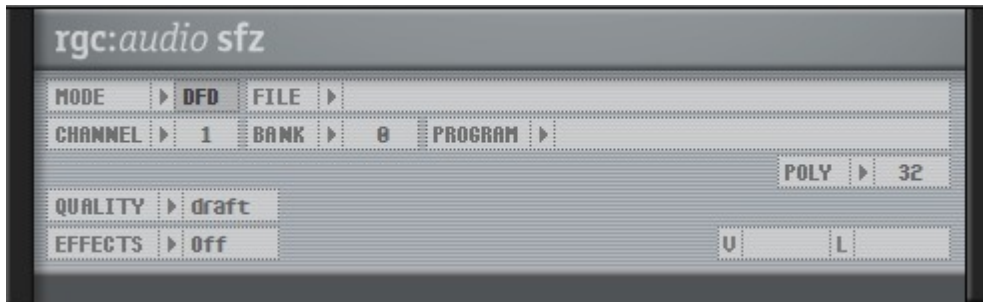 rgc:audio sfz
MODE DFD FILE
CHANNEL 1 BANK 0 PROGRAM
POLY 32
QUALITY draft
EFFECTS Off V L